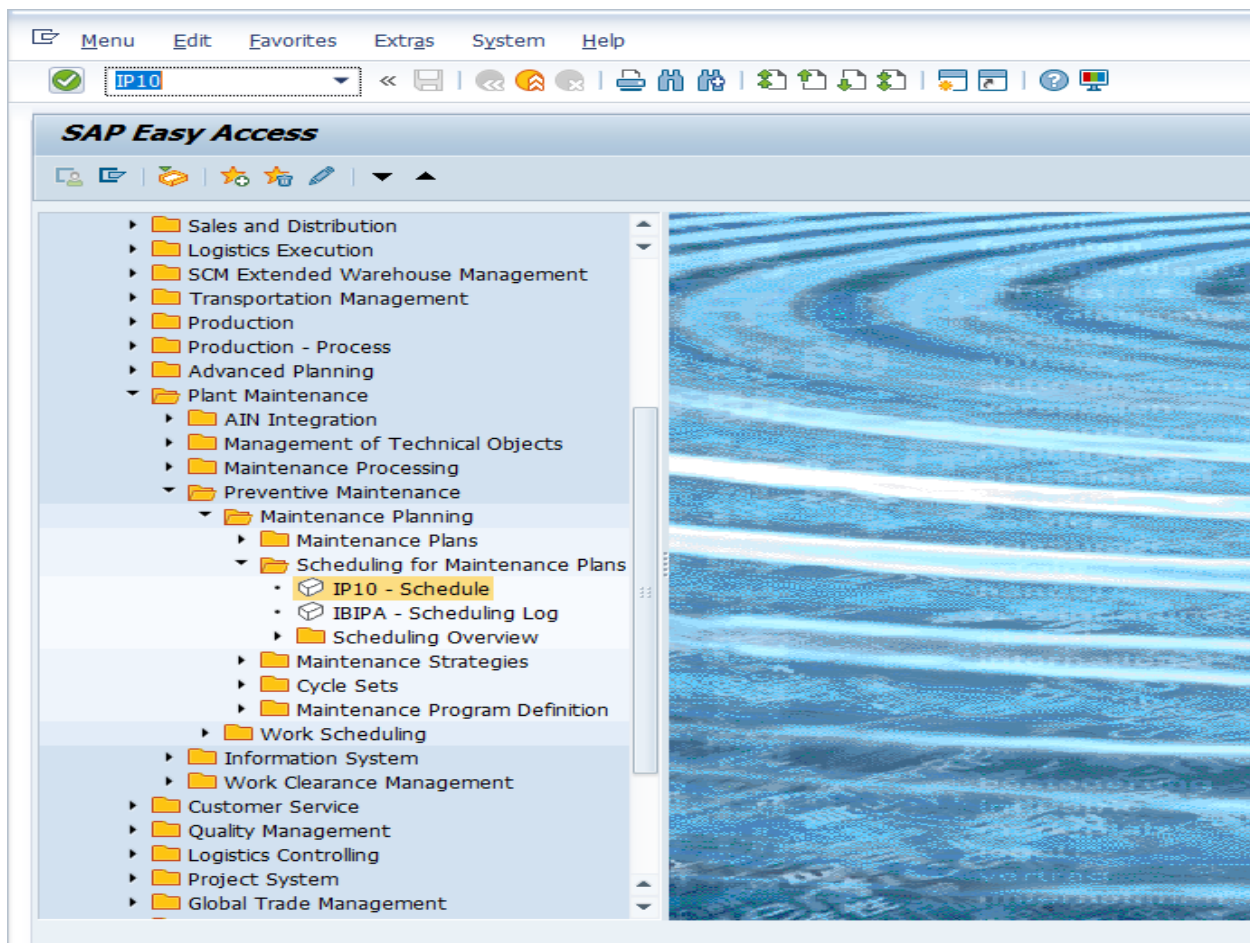 Menu Edit Favorites Extras System Help
IP10
SAP Easy Access
Sales and Distribution
Logistics Execution
SCM Extended Warehouse Management
Transportation Management
Production
Production - Process
Advanced Planning
Plant Maintenance
AIN Integration
Management of Technical Objects
Maintenance Processing
Preventive Maintenance
Maintenance Planning
Maintenance Plans
Scheduling for Maintenance Plans
IP10 - Schedule
IBIPA - Scheduling Log
Scheduling Overview
Maintenance Strategies
Cycle Sets
Maintenance Program Definition
Work Scheduling
Information System
Work Clearance Management
Customer Service
Quality Management
Logistics Controlling
Project System
Global Trade Management